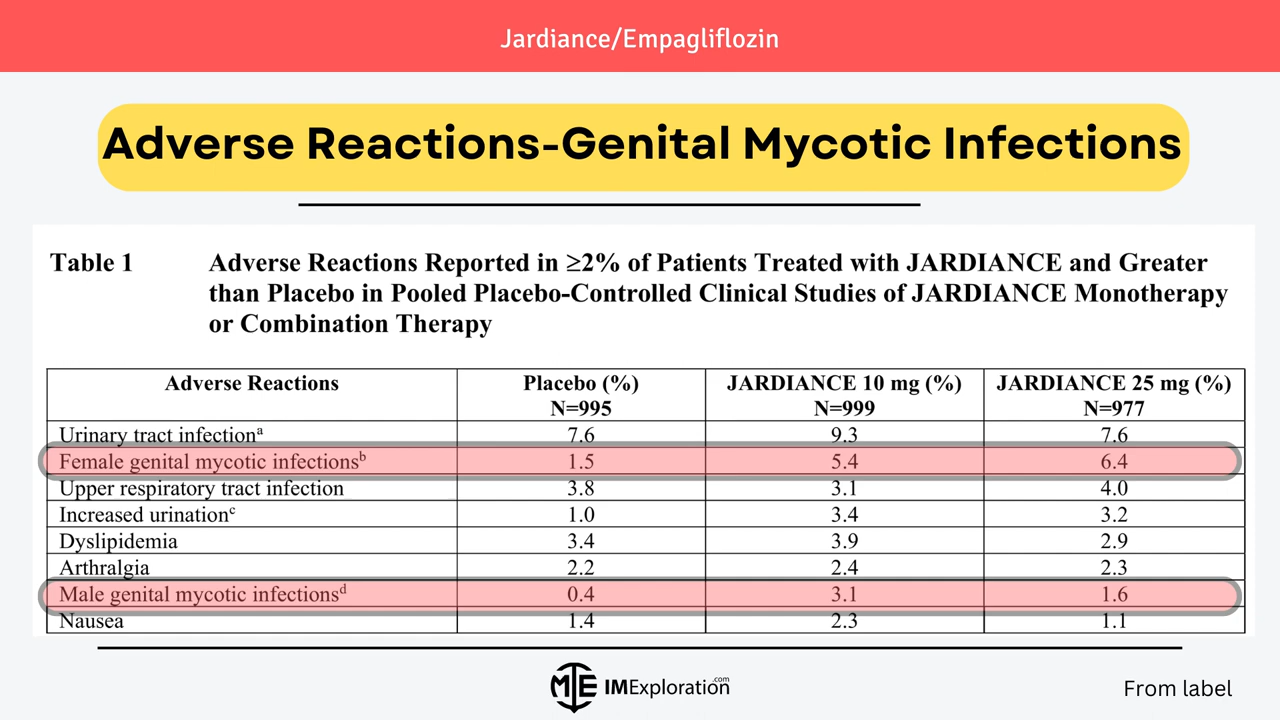 Jardiance/Empagliflozin
Adverse Reactions-Genital Mycotic Infections
Table 1 Adverse Reactions Reported in ≥2% of Patients Treated with JARDIANCE and Greater
than Placebo in Pooled Placebo-Controlled Clinical Studies of JARDIANCE Monotherapy
or Combination Therapy
Adverse Reactions Placebo (%) JARDIANCE 10 mg (%) JARDIANCE 25 mg (%)
N=995 N=999 N=977
Urinary tract infectionᵃ 7.6 9.3 7.6
Female genital mycotic infectionsᵇ 1.5 5.4 6.4
Upper respiratory tract infection 3.8 3.1 4.0
Increased urinationᶜ 1.0 3.4 3.2
Dyslipidemia 3.4 3.9 2.9
Arthralgia 2.2 2.4 2.3
Male genital mycotic infectionsᵈ 0.4 3.1 1.6
Nausea 1.4 2.3 1.1
IMExploration.com
From label